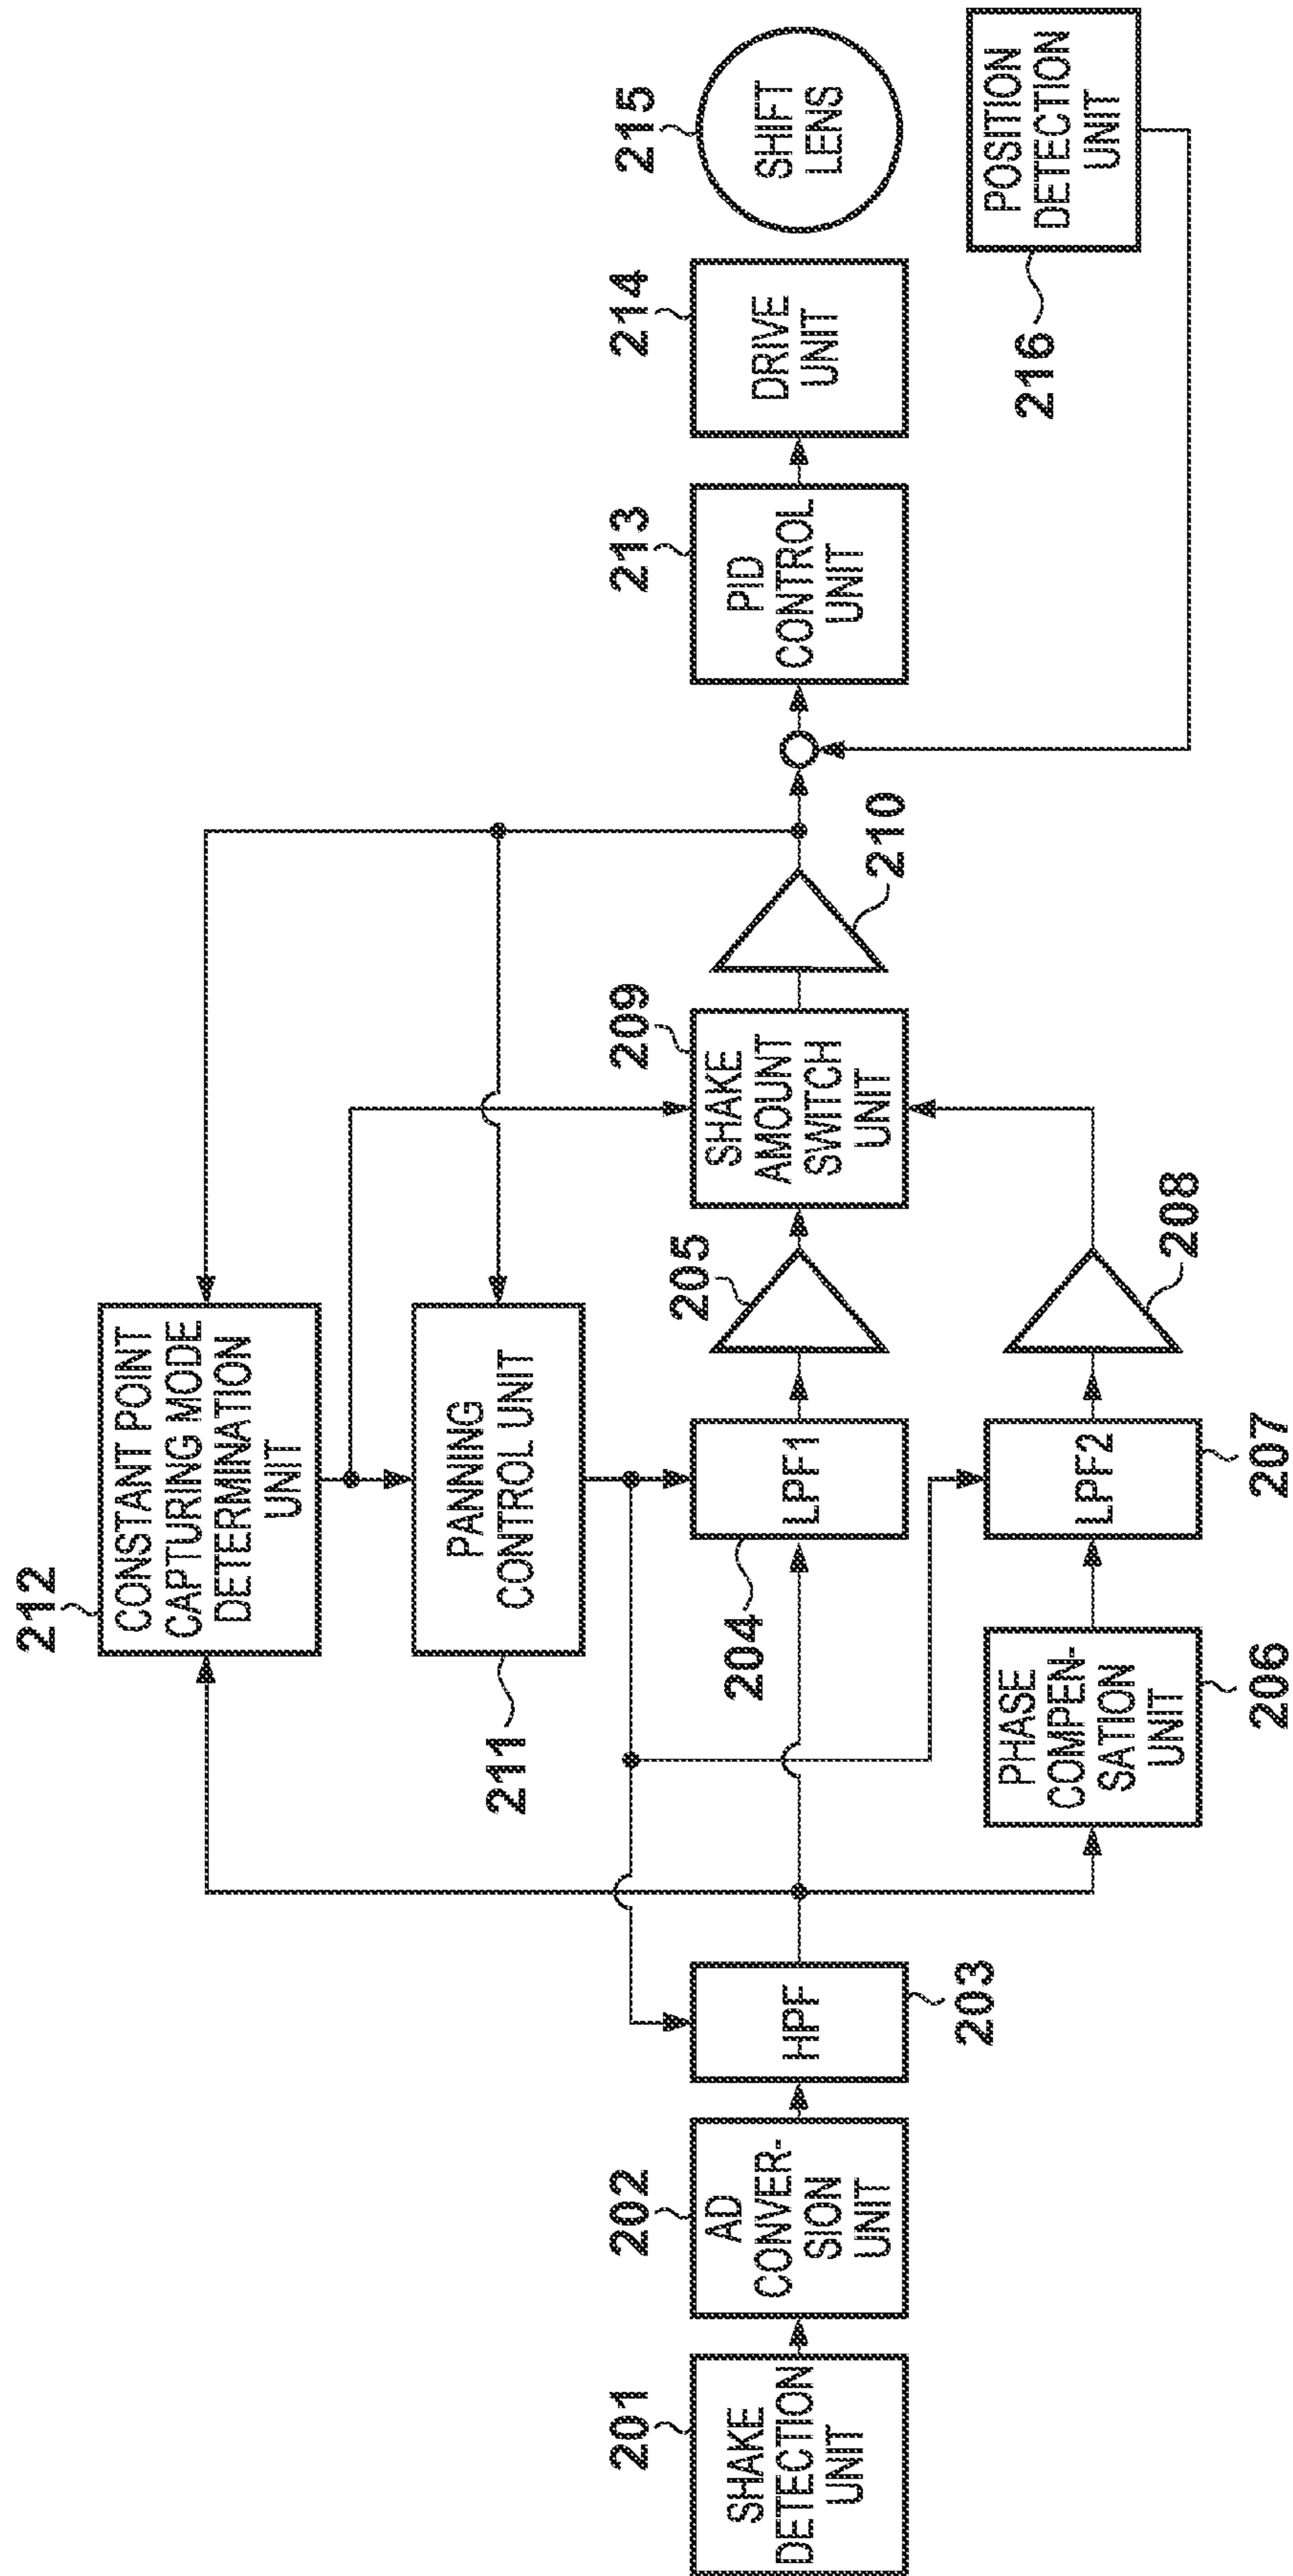 212
CONSTANT POINT
CAPTURING MODE
DETERMINATION
UNIT
211
PANNING
CONTROL UNIT
201
SHAKE
DETECTION
UNIT
202
AD
CONVER-
SION
UNIT
203
HPF
204
LPF1
205
209
SHAKE
AMOUNT
SWITCH
UNIT
210
213
PID
CONTROL
UNIT
214
DRIVE
UNIT
215
SHIFT
LENS
206
PHASE
COMPEN-
SATION
UNIT
207
LPF2
208
216
POSITION
DETECTION
UNIT